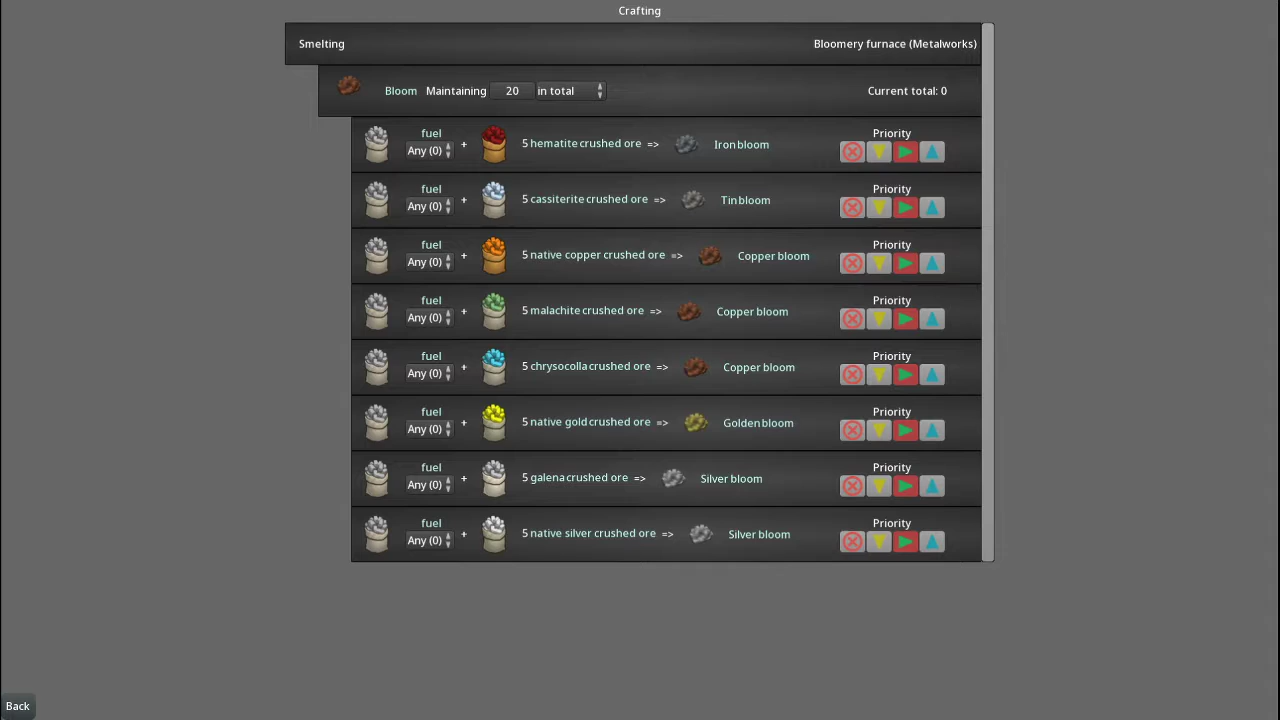 Crafting
Smelting Bloomery furnace (Metalworks)
Bloom Maintaining 20 in total Current total: 0
fuel Priority
Any (0) + 5 hematite crushed ore => Iron bloom
fuel Priority
Any (0) + 5 cassiterite crushed ore => Tin bloom
fuel Priority
Any (0) + 5 native copper crushed ore => Copper bloom
fuel Priority
Any (0) + 5 malachite crushed ore => Copper bloom
fuel Priority
Any (0) + 5 chrysocolla crushed ore => Copper bloom
fuel Priority
Any (0) + 5 native gold crushed ore => Golden bloom
fuel Priority
Any (0) + 5 galena crushed ore => Silver bloom
fuel Priority
Any (0) + 5 native silver crushed ore => Silver bloom
Back